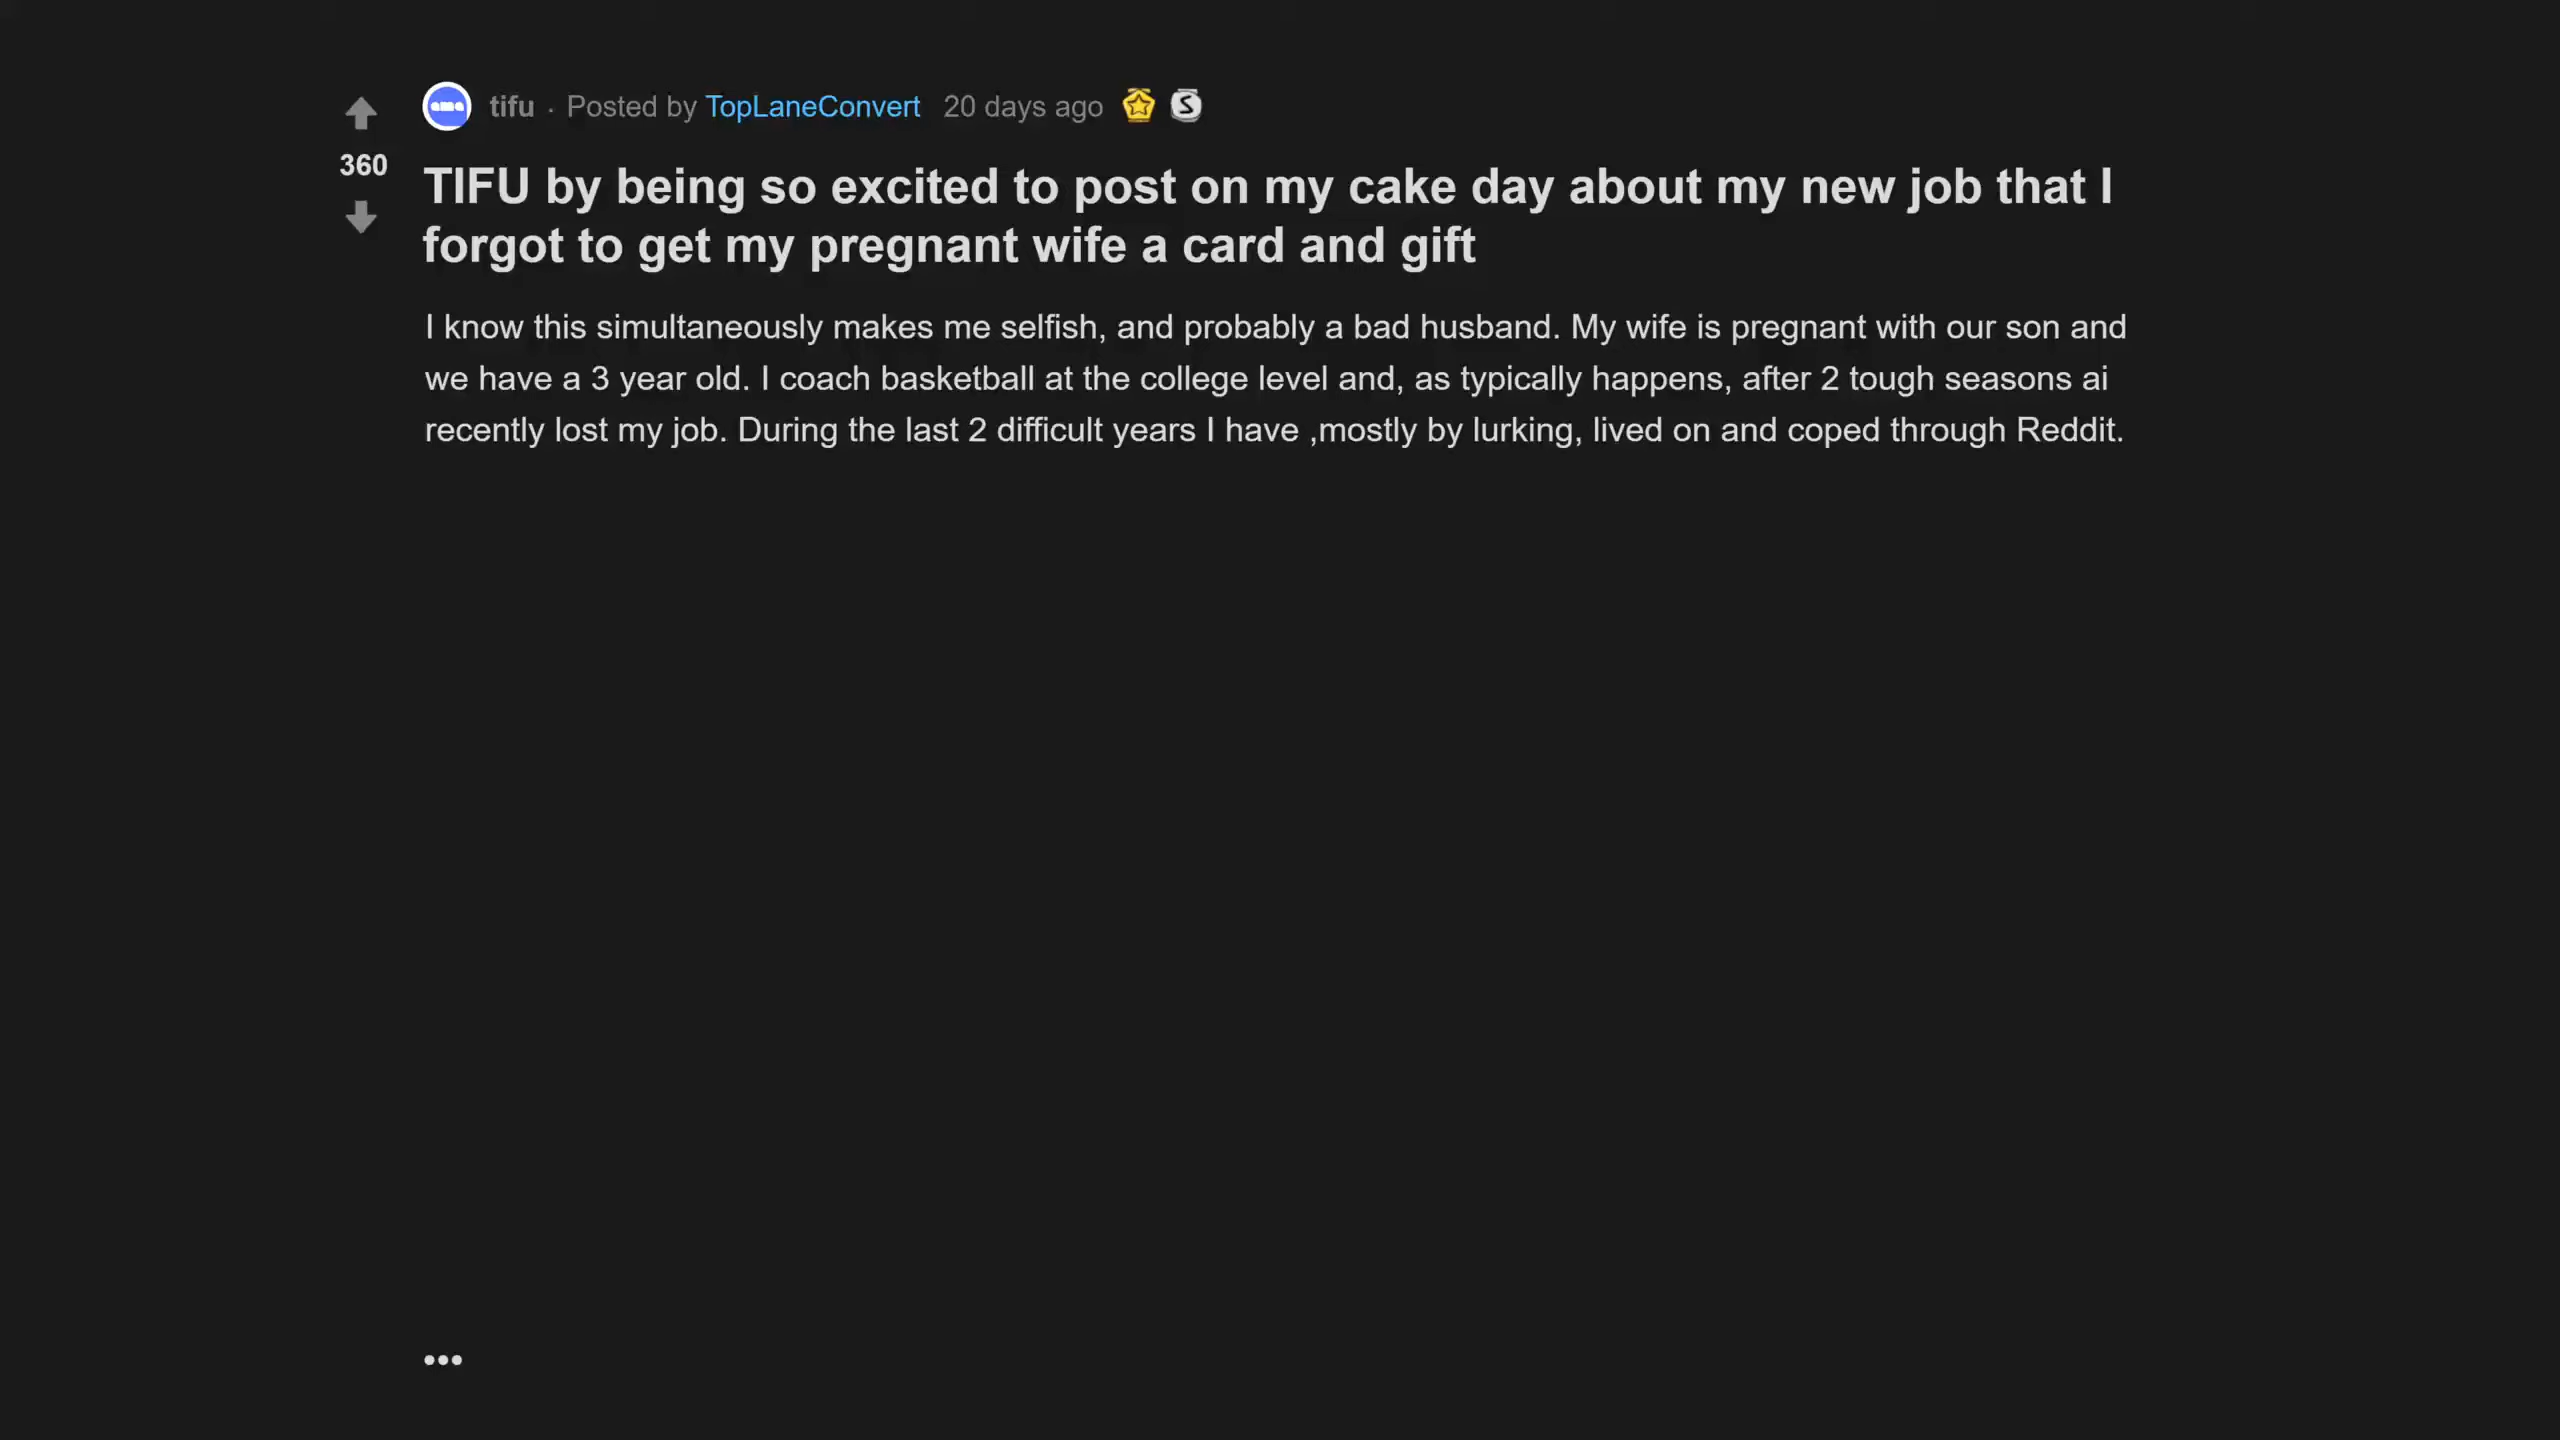 tifu · Posted by TopLaneConvert 20 days ago
360
TIFU by being so excited to post on my cake day about my new job that I
forgot to get my pregnant wife a card and gift
I know this simultaneously makes me selfish, and probably a bad husband. My wife is pregnant with our son and
we have a 3 year old. I coach basketball at the college level and, as typically happens, after 2 tough seasons ai
recently lost my job. During the last 2 difficult years I have ,mostly by lurking, lived on and coped through Reddit.
•••